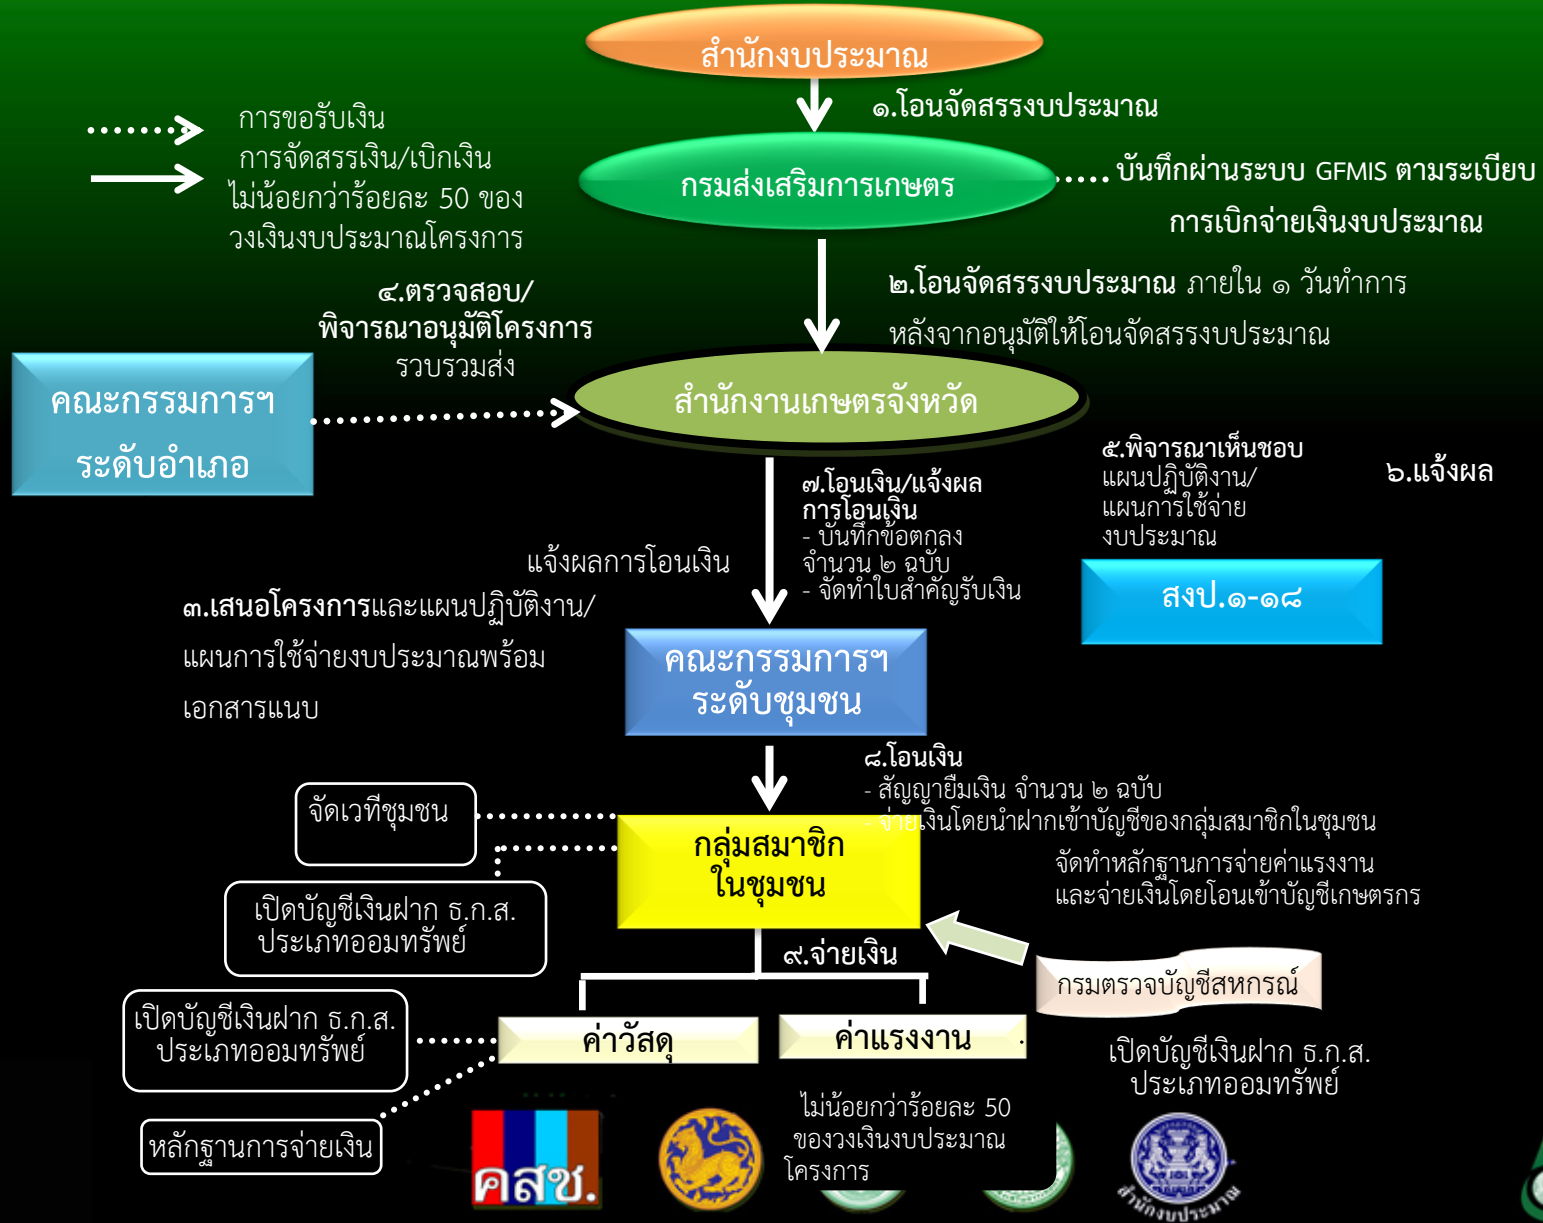 สำนักงบประมาณ
๑.โอนจัดสรรงบประมาณ
การขอรับเงิน
การจัดสรรเงิน/เบิกเงิน
ไม่น้อยกว่าร้อยละ 50 ของ
วงเงินงบประมาณโครงการ
กรมส่งเสริมการเกษตร
บันทึกผ่านระบบ GFMIS ตามระเบียบ
การเบิกจ่ายเงินงบประมาณ
๒.โอนจัดสรรงบประมาณ ภายใน ๑ วันทำการ
หลังจากอนุมัติให้โอนจัดสรรงบประมาณ
๔.ตรวจสอบ/
พิจารณาอนุมัติโครงการ
รวบรวมส่ง
คณะกรรมการฯ
ระดับอำเภอ
สำนักงานเกษตรจังหวัด
๕.พิจารณาเห็นชอบ
แผนปฏิบัติงาน/
แผนการใช้จ่าย
งบประมาณ
๖.แจ้งผล
๗.โอนเงิน/แจ้งผล
การโอนเงิน
- บันทึกข้อตกลง
จำนวน ๒ ฉบับ
- จัดทำใบสำคัญรับเงิน
แจ้งผลการโอนเงิน
สงป.๑-๑๘
๓.เสนอโครงการและแผนปฏิบัติงาน/
แผนการใช้จ่ายงบประมาณพร้อม
เอกสารแนบ
คณะกรรมการฯ
ระดับชุมชน
๘.โอนเงิน
- สัญญายืมเงิน จำนวน ๒ ฉบับ
- จ่ายเงินโดยนำฝากเข้าบัญชีของกลุ่มสมาชิกในชุมชน
จัดเวทีชุมชน
กลุ่มสมาชิก
ในชุมชน
จัดทำหลักฐานการจ่ายค่าแรงงาน
และจ่ายเงินโดยโอนเข้าบัญชีเกษตรกร
เปิดบัญชีเงินฝาก ธ.ก.ส.
ประเภทออมทรัพย์
๙.จ่ายเงิน
กรมตรวจบัญชีสหกรณ์
เปิดบัญชีเงินฝาก ธ.ก.ส.
ประเภทออมทรัพย์
ค่าวัสดุ
ค่าแรงงาน
เปิดบัญชีเงินฝาก ธ.ก.ส.
ประเภทออมทรัพย์
หลักฐานการจ่ายเงิน
ไม่น้อยกว่าร้อยละ 50
ของวงเงินงบประมาณ
โครงการ
คสช.
สำนักงบประมาณ